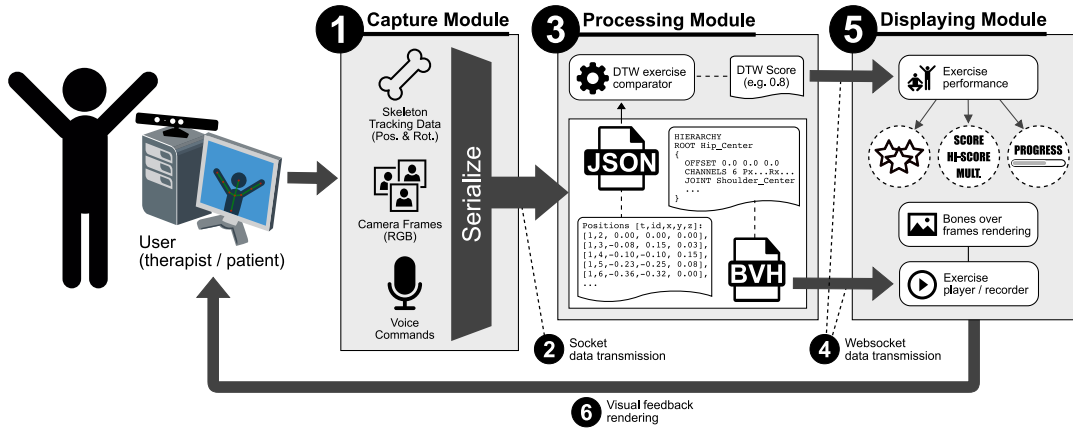 1 Capture Module
3 Processing Module
5 Displaying Module
User
(therapist / patient)
Skeleton
Tracking Data
(Pos. & Rot.)
Camera Frames
(RGB)
Voice
Commands
Serialize
2 Socket
data transmission
DTW exercise
comparator
DTW Score
(e.g. 0.8)
JSON
HIERARCHY
ROOT Hip_Center
{
OFFSET 0.0 0.0 0.0
CHANNELS 6 Px...Rx...
JOINT Shoulder_Center
...
}
Positions [t,id,x,y,z]:
[1,2, 0.00, 0.00, 0.00],
[1,3,-0.08, 0.15, 0.03],
[1,4,-0.10,-0.10, 0.15],
[1,5,-0.23,-0.25, 0.08],
[1,6,-0.36,-0.32, 0.00],
...
BVH
4 Websocket
data transmission
Exercise
performance
SCORE
HI-SCORE
MULT.
PROGRESS
Bones over
frames rendering
Exercise
player / recorder
6 Visual feedback
rendering